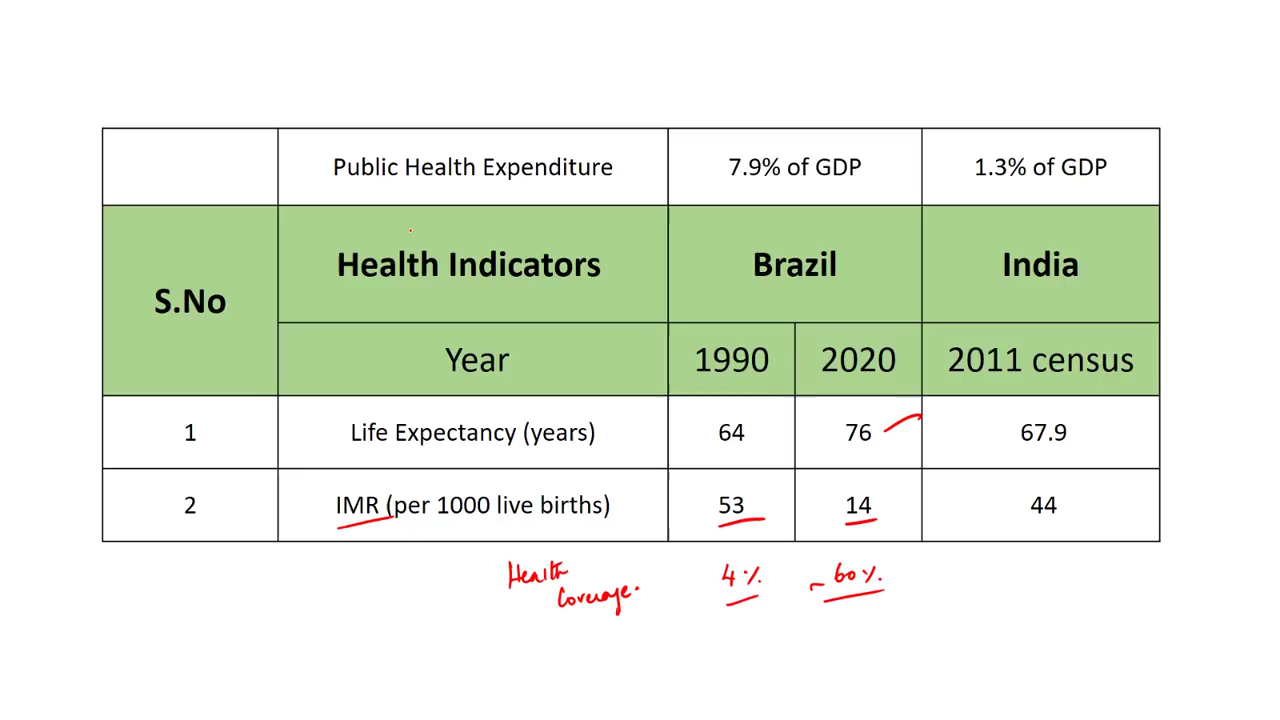 Public Health Expenditure 7.9% of GDP 1.3% of GDP
S.No Health Indicators Brazil India
Year 1990 2020 2011 census
1 Life Expectancy (years) 64 76 67.9
2 IMR (per 1000 live births) 53 14 44
Health 4% ~60%.
Coverage.